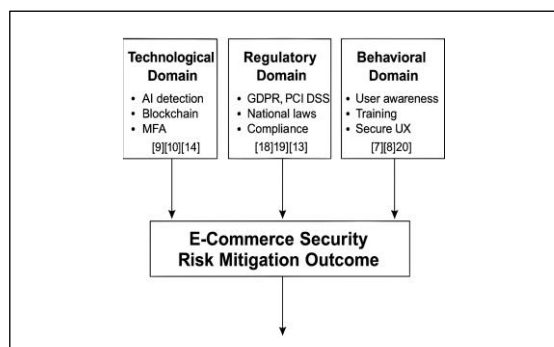 Technological
Domain
• AI detection
• Blockchain
• MFA
[9][10][14]
Regulatory
Domain
• GDPR, PCI DSS
• National laws
• Compliance
[18]19][13]
Behavioral
Domain
• User awareness
• Training
• Secure UX
[7][8]20]
E-Commerce Security
Risk Mitigation Outcome